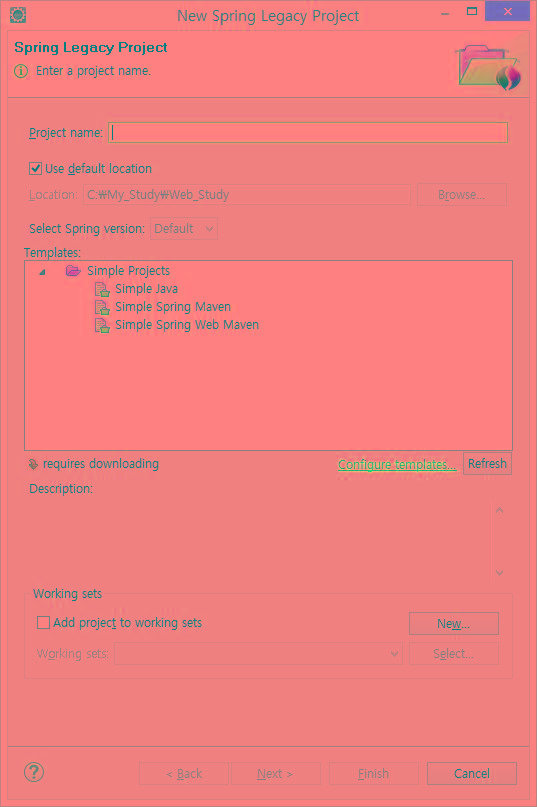 New Spring Legacy Project
Spring Legacy Project
Enter a project name.
Project name:
Use default location
Location: C:₩My_Study₩Web_Study Browse...
Select Spring version: Default
Templates:
Simple Projects
Simple Java
Simple Spring Maven
Simple Spring Web Maven
requires downloading Configure templates... Refresh
Description:
Working sets
Add project to working sets New...
Working sets: Select...
< Back Next > Finish Cancel